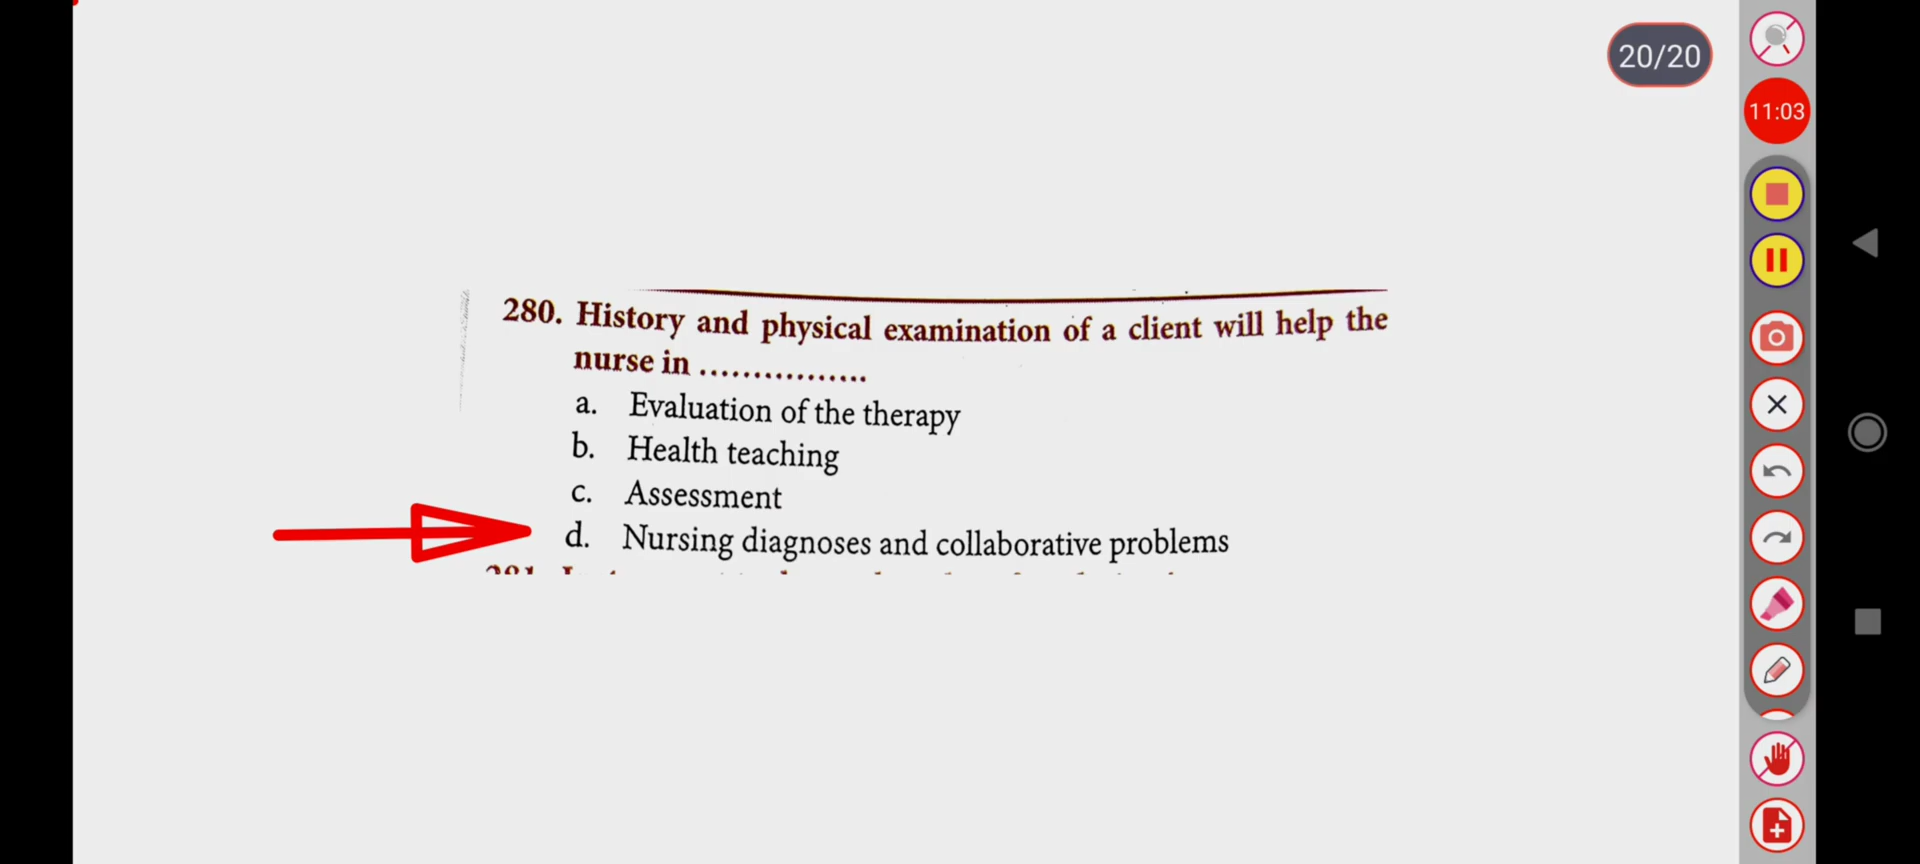 20/20
11:03
280. History and physical examination of a client will help the
nurse in ................
a. Evaluation of the therapy
b. Health teaching
c. Assessment
d. Nursing diagnoses and collaborative problems